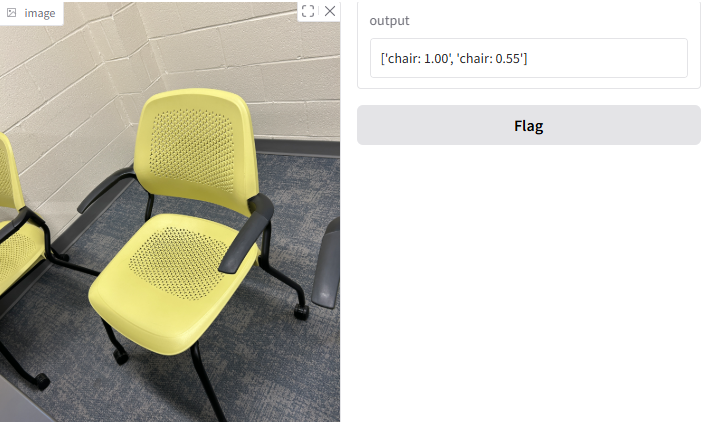 image
output
['chair: 1.00', 'chair: 0.55']
Flag